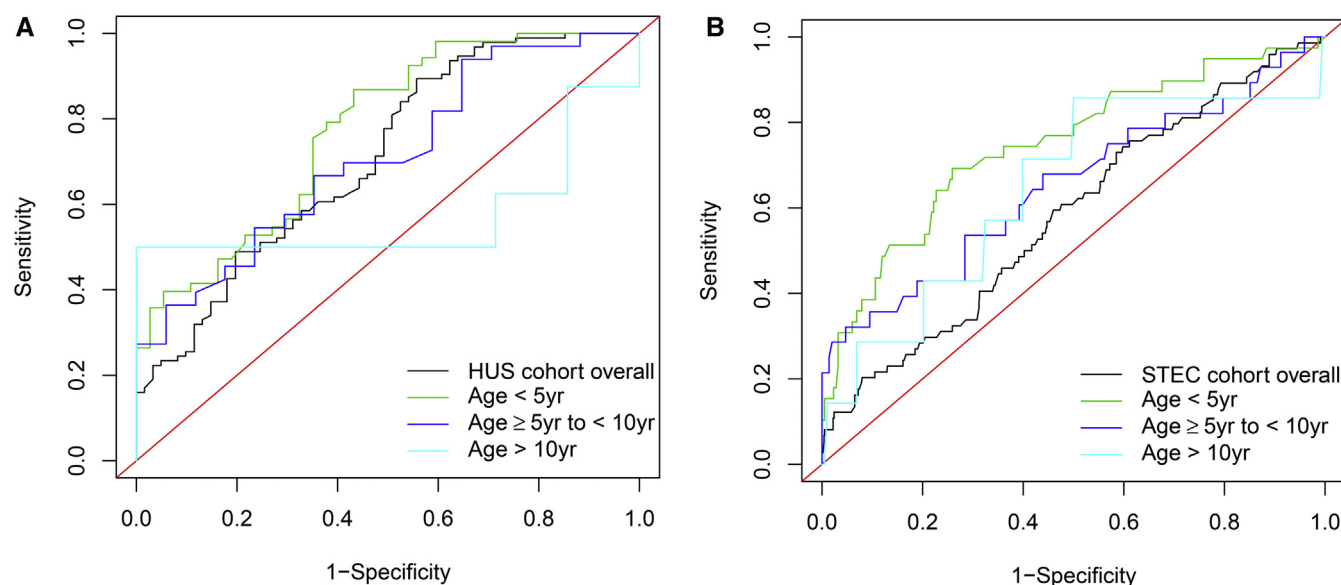 A
1.0
0.8
0.6
0.4
0.2
0.0
Sensitivity
HUS cohort overall
Age < 5yr
Age ≥ 5yr to < 10yr
Age > 10yr
0.0 0.2 0.4 0.6 0.8 1.0
1−Specificity
B
1.0
0.8
0.6
0.4
0.2
0.0
Sensitivity
STEC cohort overall
Age < 5yr
Age ≥ 5yr to < 10yr
Age > 10yr
0.0 0.2 0.4 0.6 0.8 1.0
1−Specificity